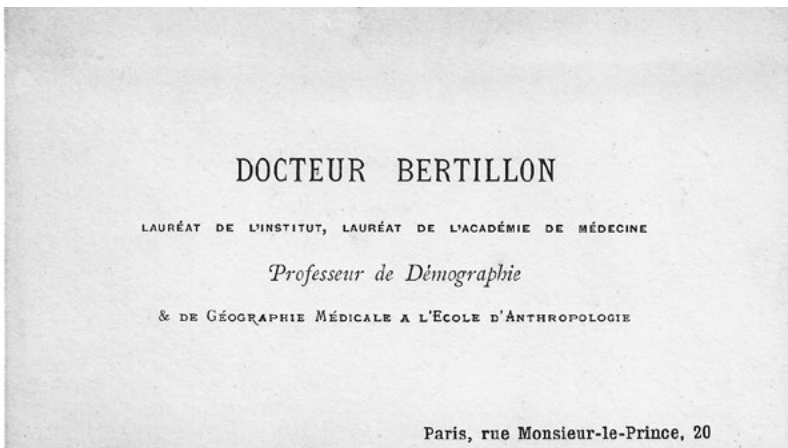 DOCTEUR BERTILLON
LAURÉAT DE L'INSTITUT, LAURÉAT DE L'ACADÉMIE DE MÉDECINE
Professeur de Démographie
& DE GÉOGRAPHIE MÉDICALE A L'ECOLE D'ANTHROPOLOGIE
Paris, rue Monsieur-le-Prince, 20